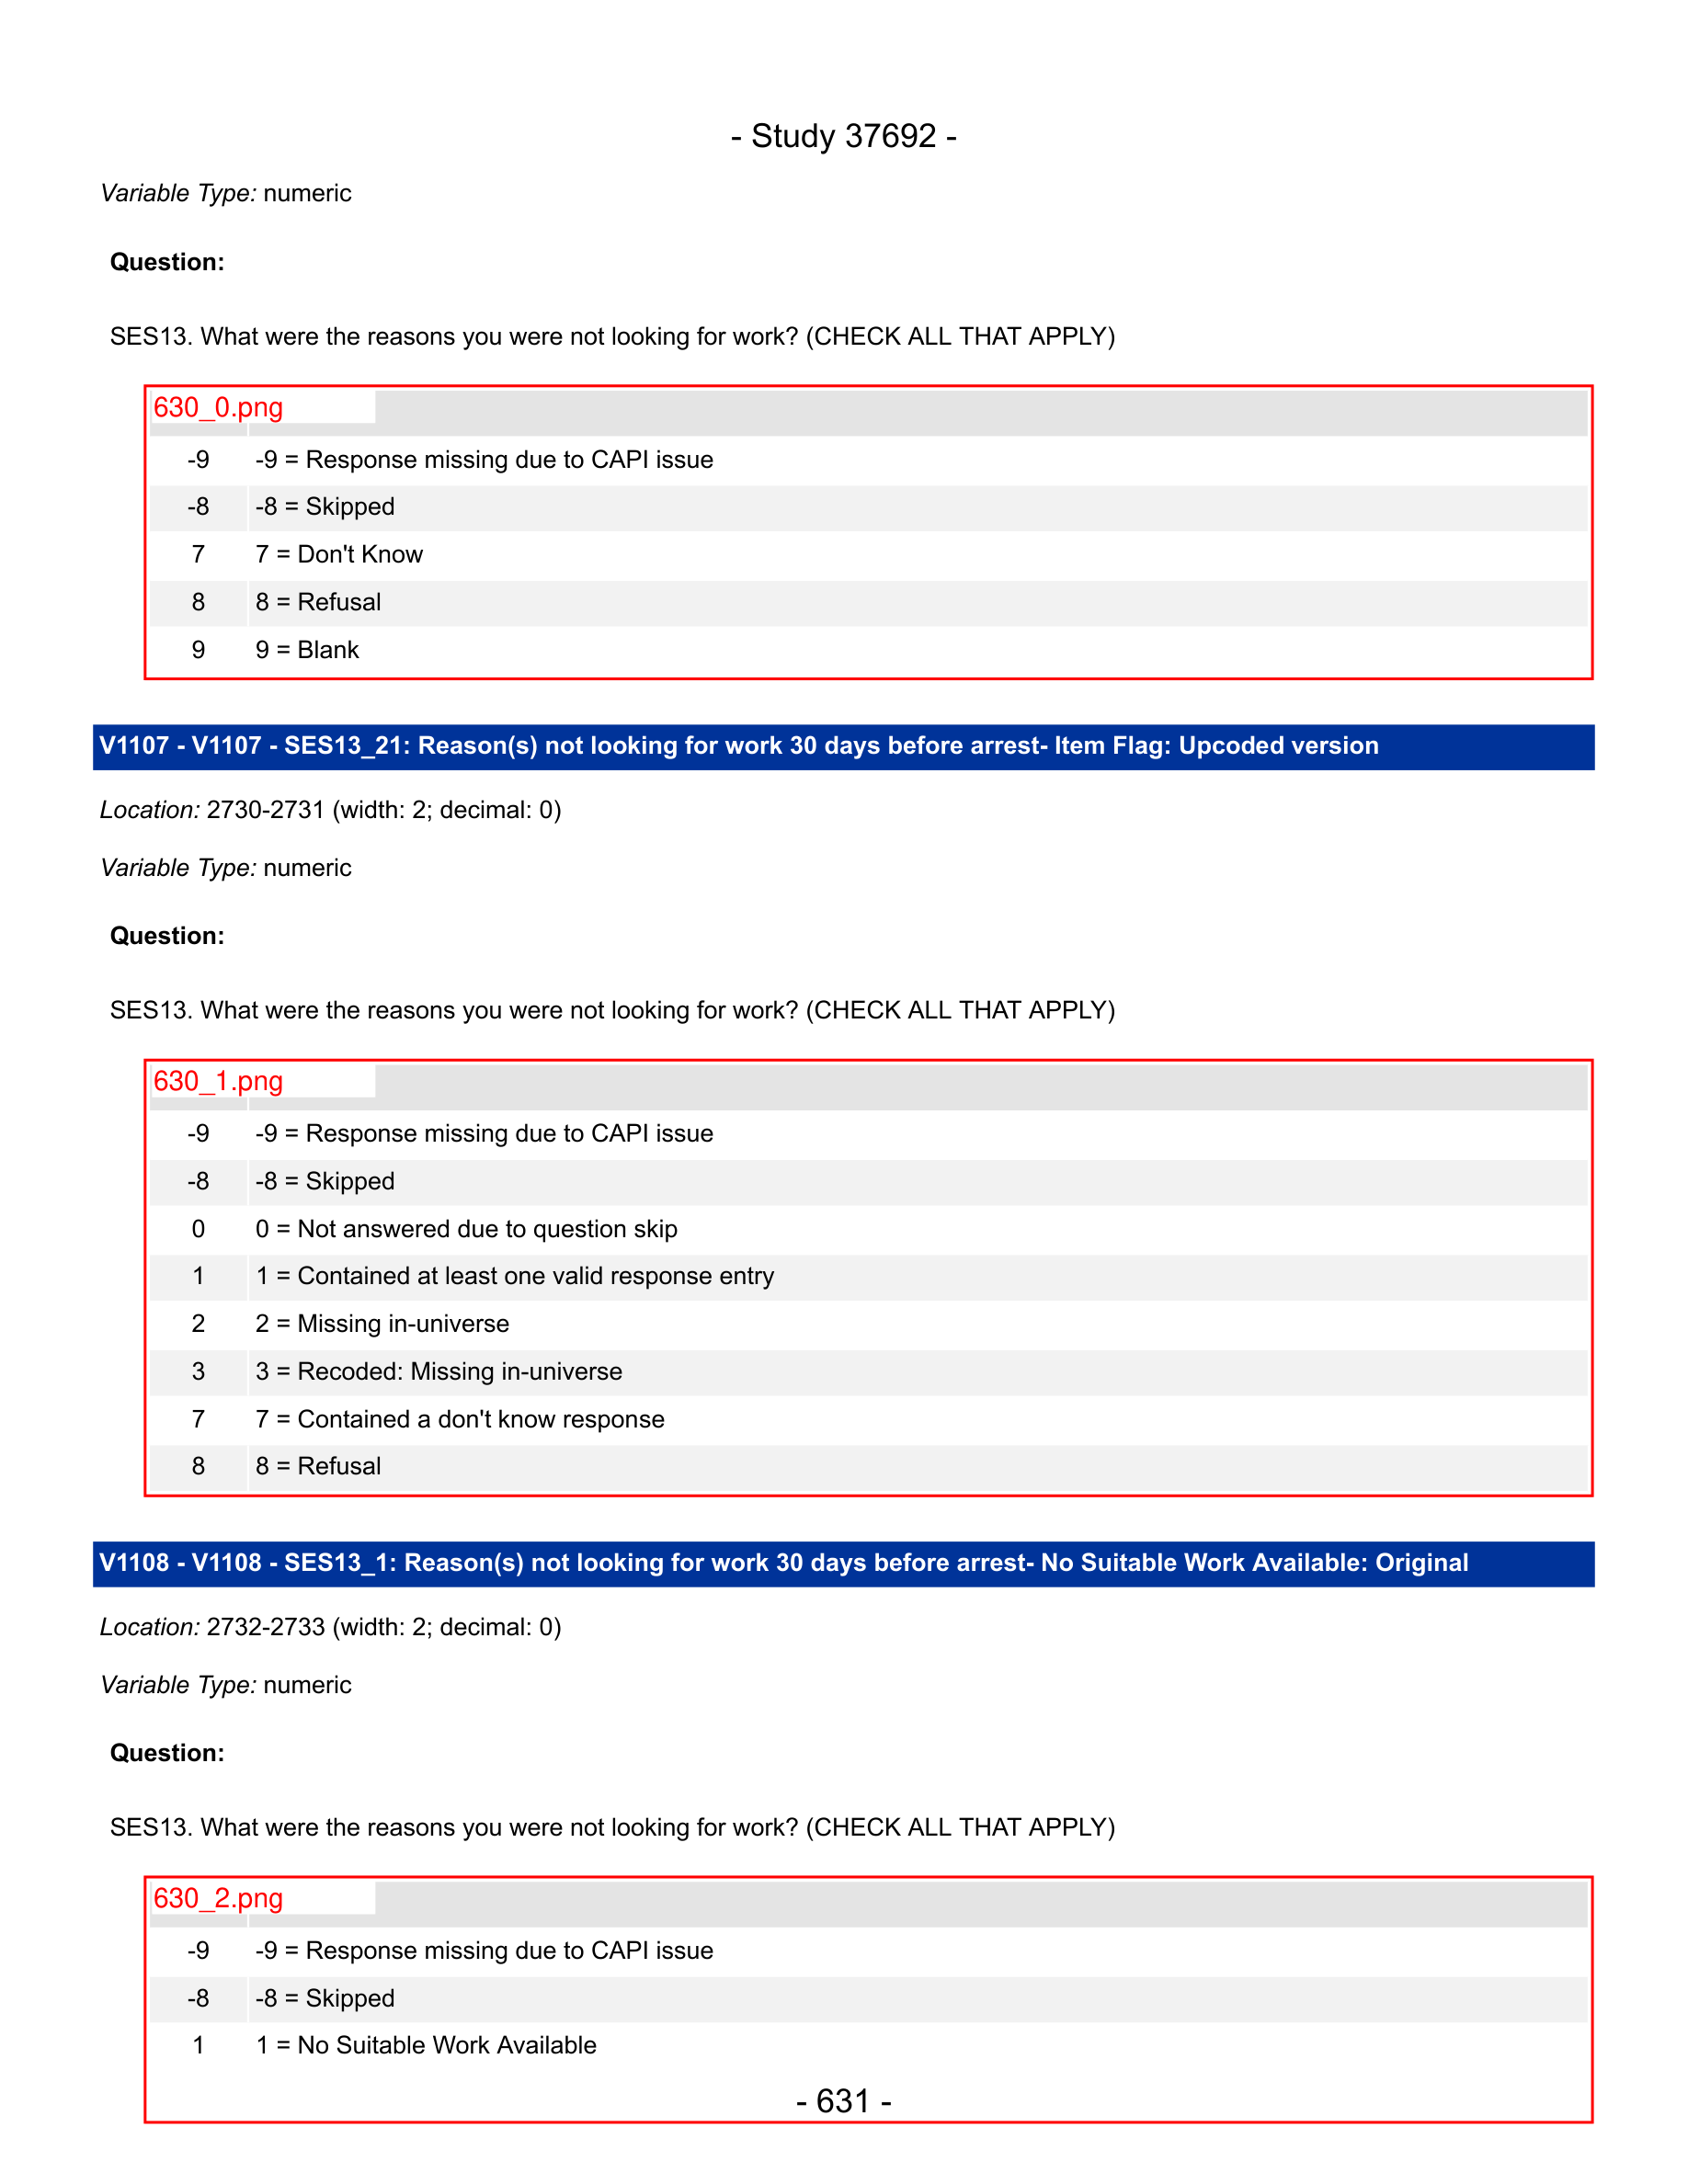 - Study 37692 -
Variable Type: numeric
Question:
SES13. What were the reasons you were not looking for work? (CHECK ALL THAT APPLY)
630_0.png
-9 -9 = Response missing due to CAPI issue
-8 -8 = Skipped
7 7 = Don't Know
8 8 = Refusal
9 9 = Blank
V1107 - V1107 - SES13_21: Reason(s) not looking for work 30 days before arrest- Item Flag: Upcoded version
Location: 2730-2731 (width: 2; decimal: 0)
Variable Type: numeric
Question:
SES13. What were the reasons you were not looking for work? (CHECK ALL THAT APPLY)
630_1.png
-9 -9 = Response missing due to CAPI issue
-8 -8 = Skipped
0 0 = Not answered due to question skip
1 1 = Contained at least one valid response entry
2 2 = Missing in-universe
3 3 = Recoded: Missing in-universe
7 7 = Contained a don't know response
8 8 = Refusal
V1108 - V1108 - SES13_1: Reason(s) not looking for work 30 days before arrest- No Suitable Work Available: Original
Location: 2732-2733 (width: 2; decimal: 0)
Variable Type: numeric
Question:
SES13. What were the reasons you were not looking for work? (CHECK ALL THAT APPLY)
630_2.png
-9 -9 = Response missing due to CAPI issue
-8 -8 = Skipped
1 1 = No Suitable Work Available
- 631 -